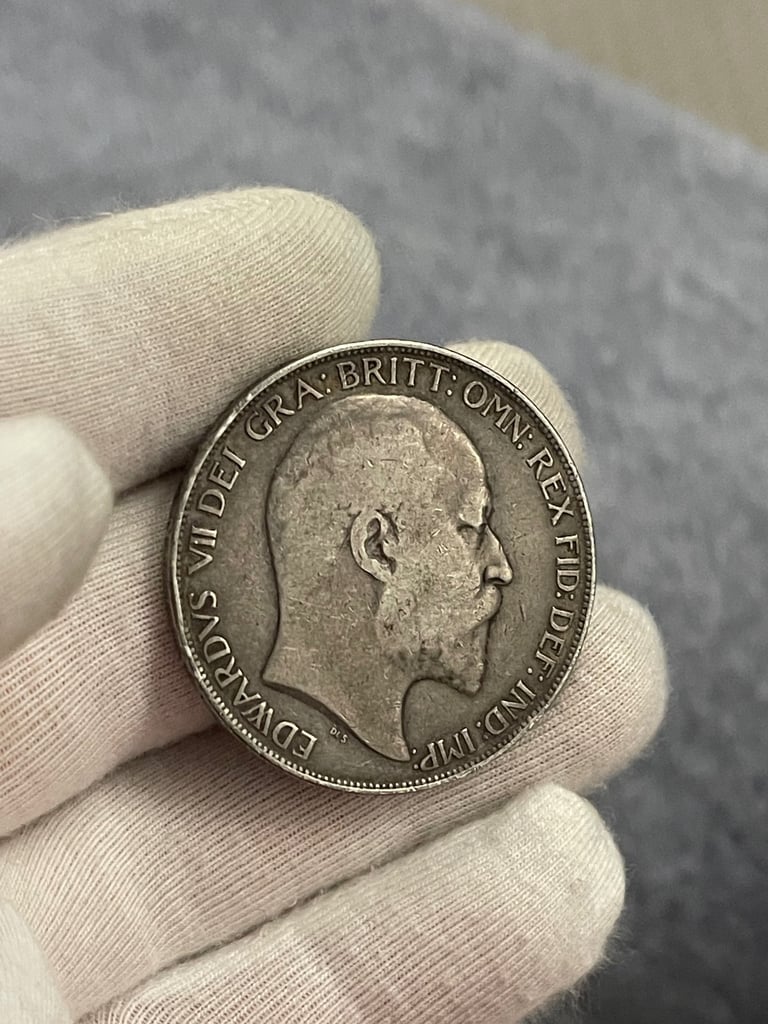 EDWARDVS VII DEI GRA: BRITT: OMN: REX FID: DEF: IND: IMP:
DeS